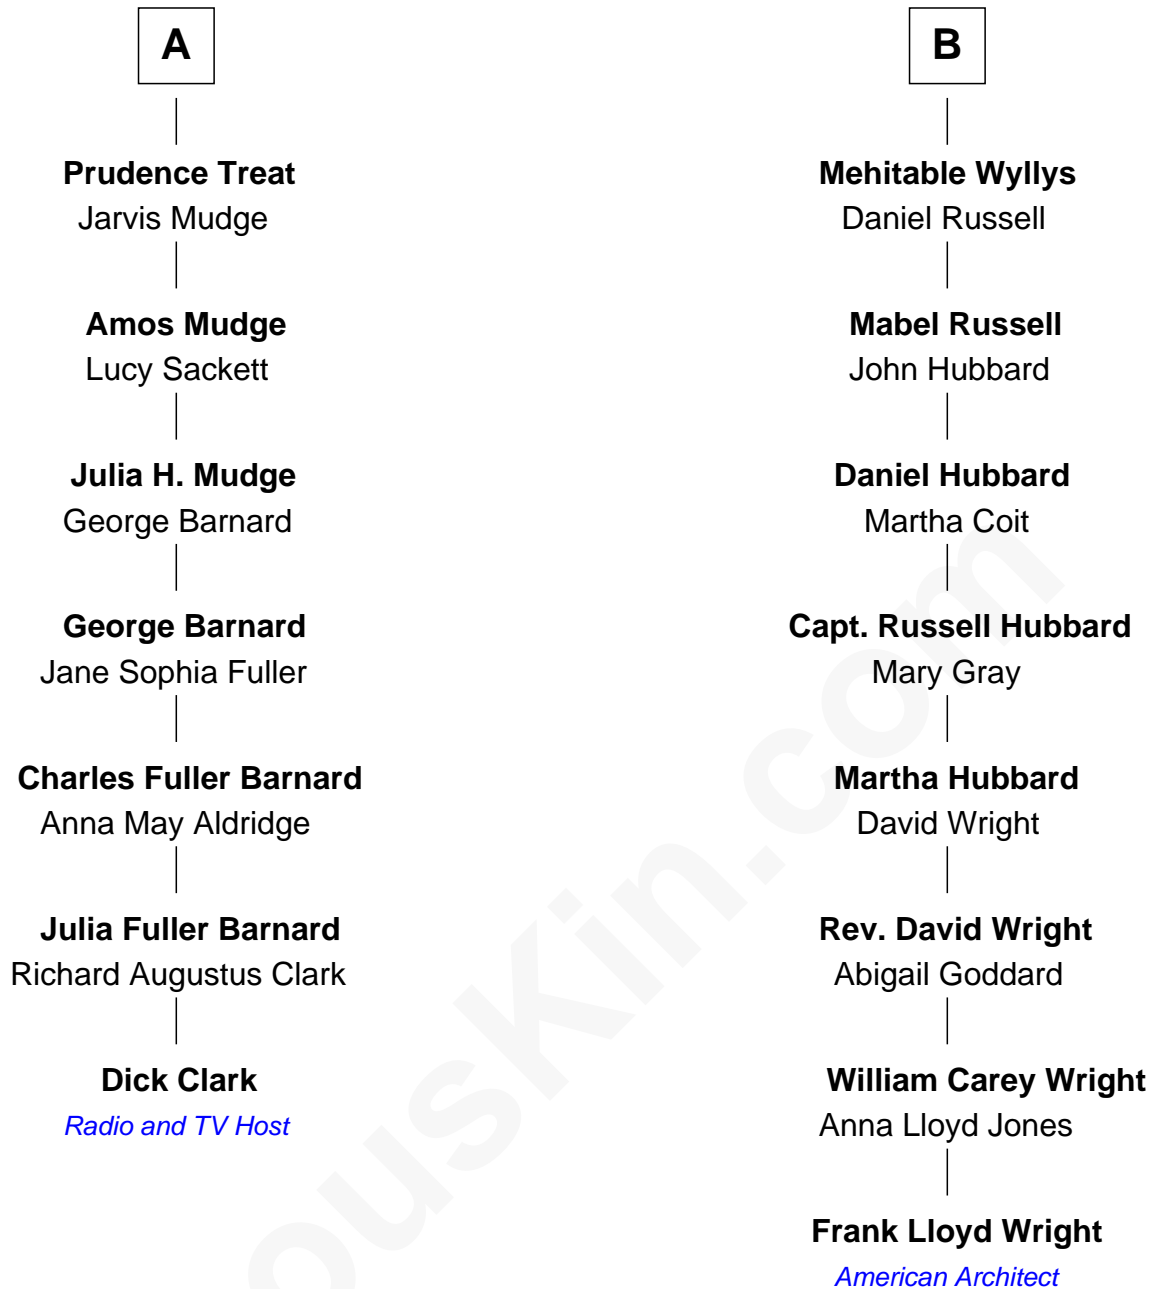 A
Prudence Treat
Jarvis Mudge
Amos Mudge
Lucy Sackett
Julia H. Mudge
George Barnard
George Barnard
Jane Sophia Fuller
Charles Fuller Barnard
Anna May Aldridge
Julia Fuller Barnard
Richard Augustus Clark
Dick Clark
Radio and TV Host
B
Mehitable Wyllys
Daniel Russell
Mabel Russell
John Hubbard
Daniel Hubbard
Martha Coit
Capt. Russell Hubbard
Mary Gray
Martha Hubbard
David Wright
Rev. David Wright
Abigail Goddard
William Carey Wright
Anna Lloyd Jones
Frank Lloyd Wright
American Architect
ousKin.com